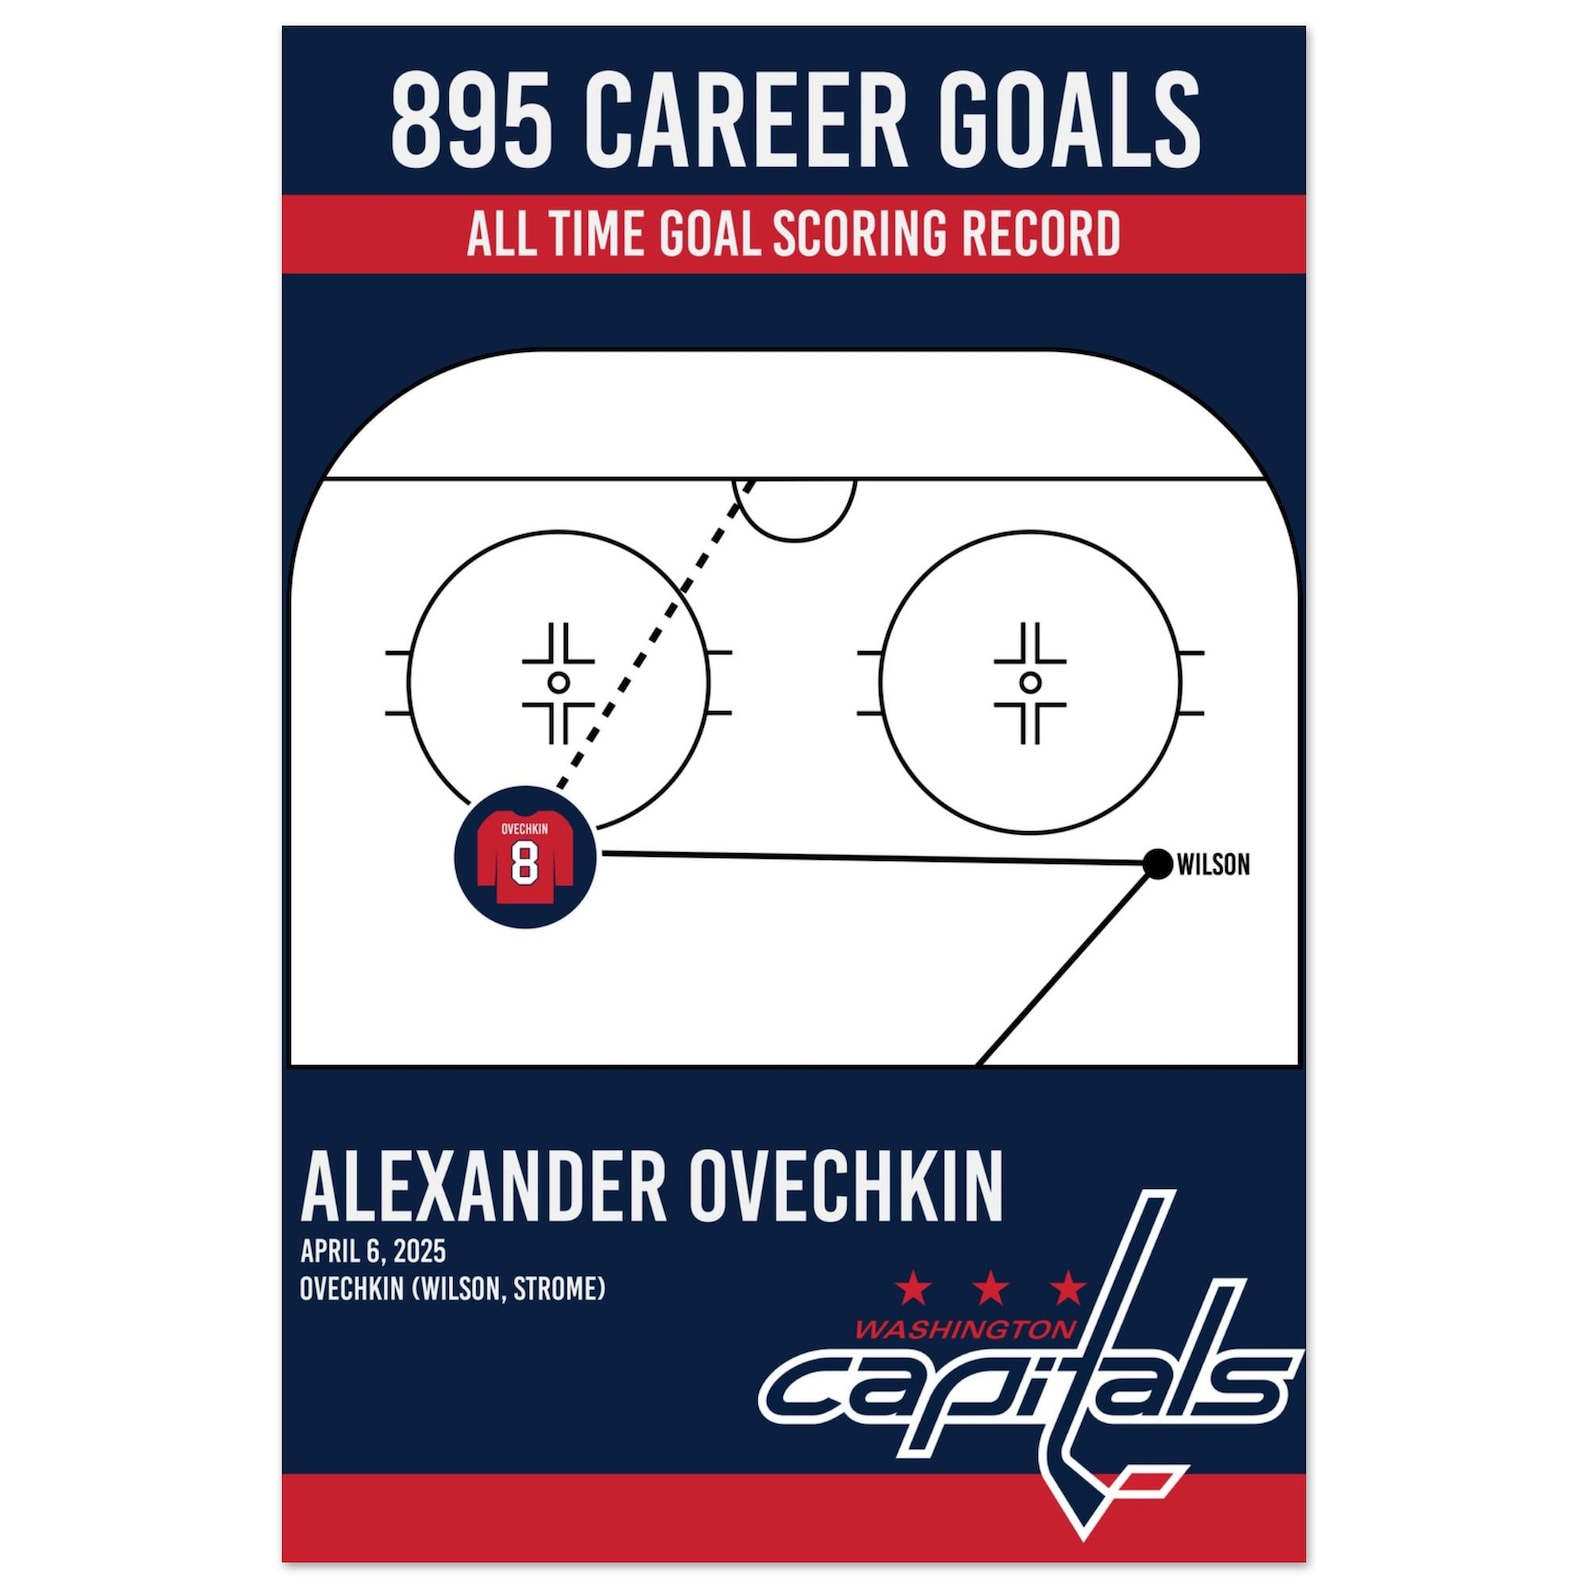 895 CAREER GOALS
ALL TIME GOAL SCORING RECORD
OVECHKIN
8
WILSON
ALEXANDER OVECHKIN
APRIL 6, 2025
OVECHKIN (WILSON, STROME)
WASHINGTON
capitals